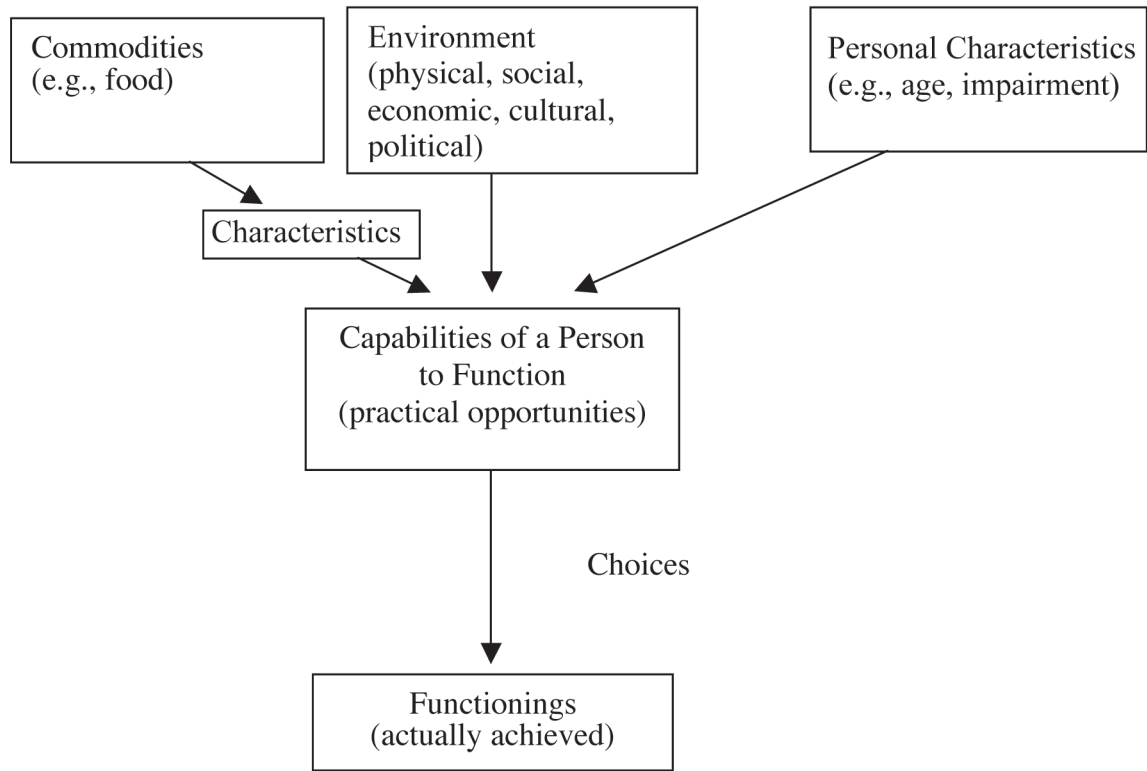 Commodities
(e.g., food)
Environment
(physical, social,
economic, cultural,
political)
Personal Characteristics
(e.g., age, impairment)
Characteristics
Capabilities of a Person
to Function
(practical opportunities)
Choices
Functionings
(actually achieved)